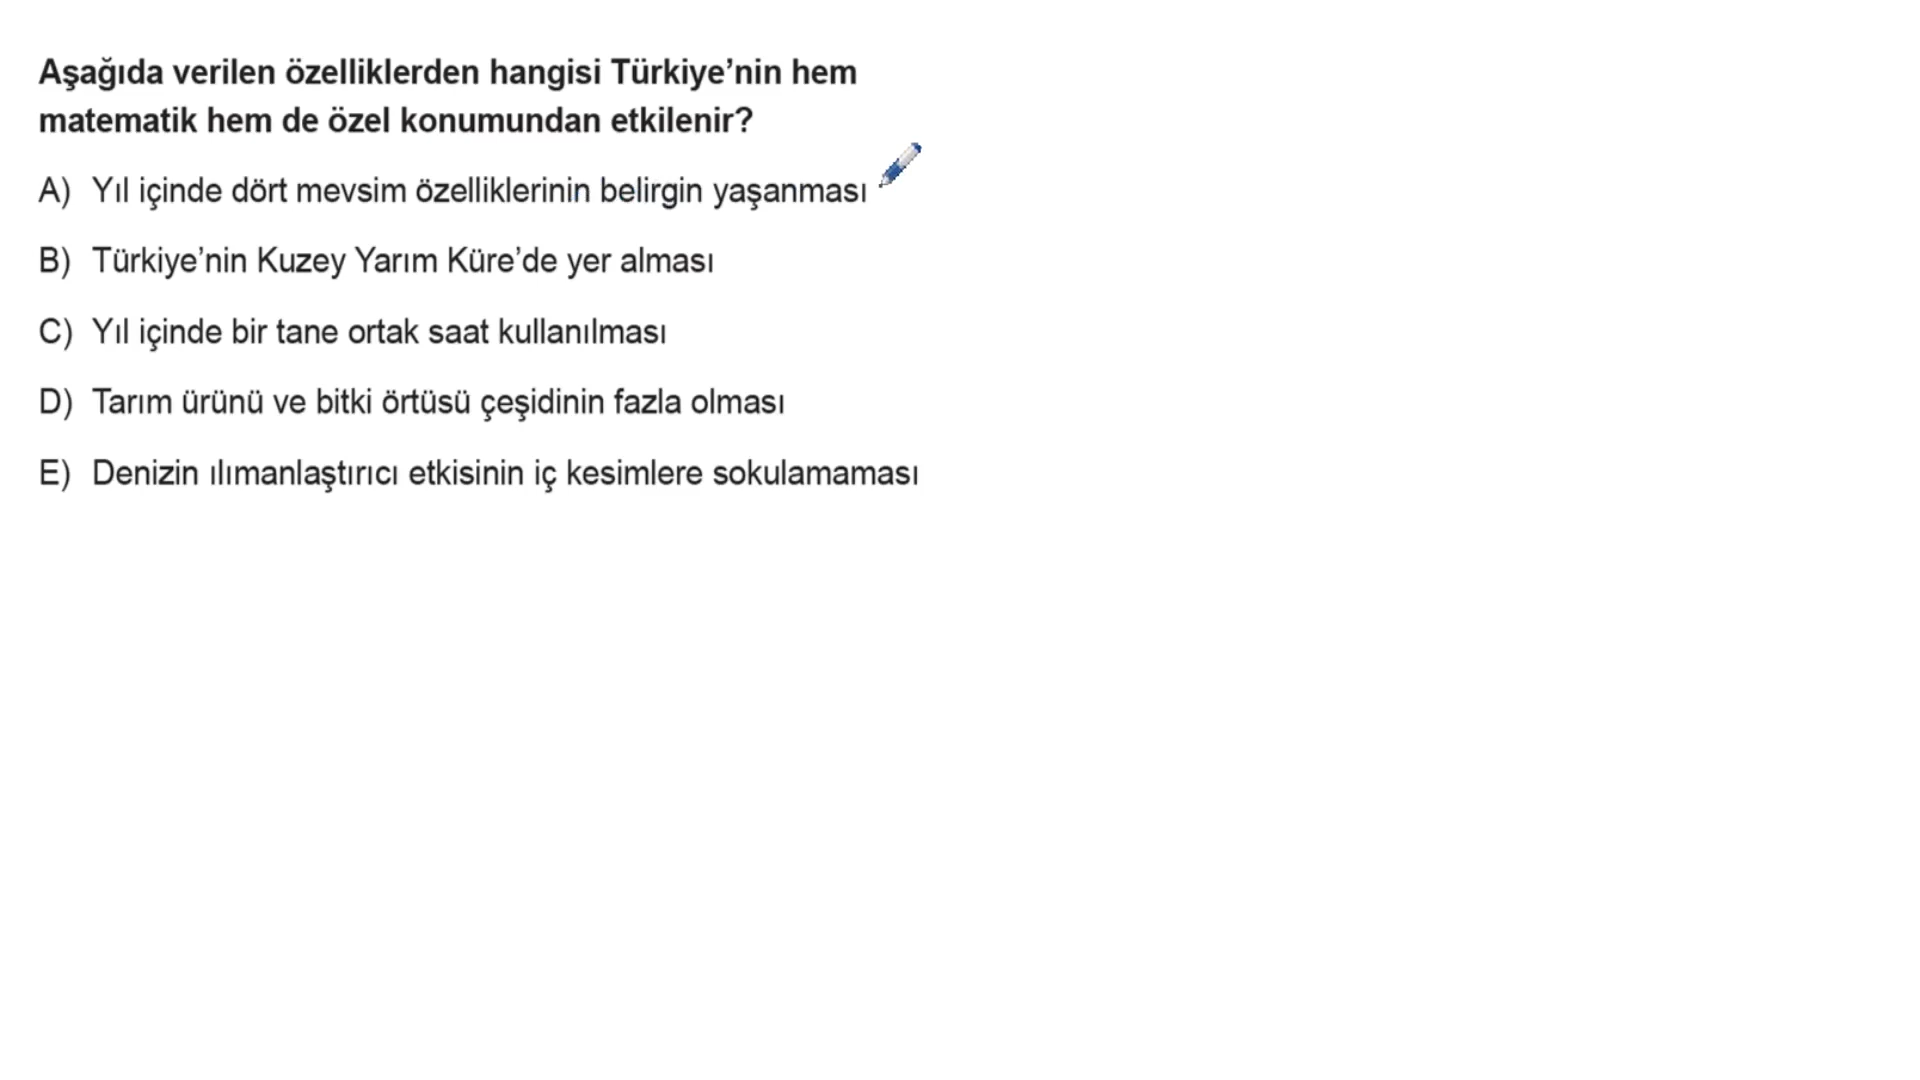 Aşağıda verilen özelliklerden hangisi Türkiye’nin hem
matematik hem de özel konumundan etkilenir?
A) Yıl içinde dört mevsim özelliklerinin belirgin yaşanması
B) Türkiye’nin Kuzey Yarım Küre’de yer alması
C) Yıl içinde bir tane ortak saat kullanılması
D) Tarım ürünü ve bitki örtüsü çeşidinin fazla olması
E) Denizin ılımanlaştırıcı etkisinin iç kesimlere sokulamaması